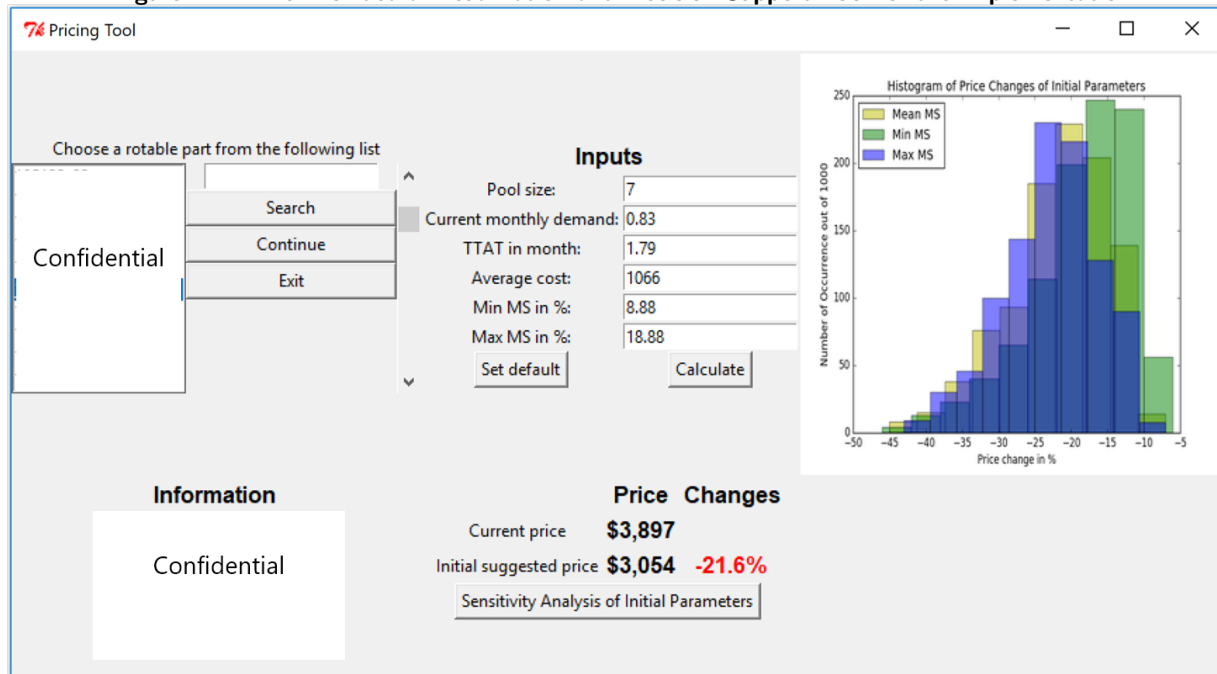 Pricing Tool
Choose a rotable part from the following list
Confidential
Search
Continue
Exit
Inputs
Pool size: 7
Current monthly demand: 0.83
TTAT in month: 1.79
Average cost: 1066
Min MS in %: 8.88
Max MS in %: 18.88
Set default Calculate
Histogram of Price Changes of Initial Parameters
Mean MS
Min MS
Max MS
Number of Occurrence out of 1000
250
200
150
100
50
0
−50 −45 −40 −35 −30 −25 −20 −15 −10 −5
Price change in %
Information
Confidential
Price Changes
Current price $3,897
Initial suggested price $3,054 -21.6%
Sensitivity Analysis of Initial Parameters